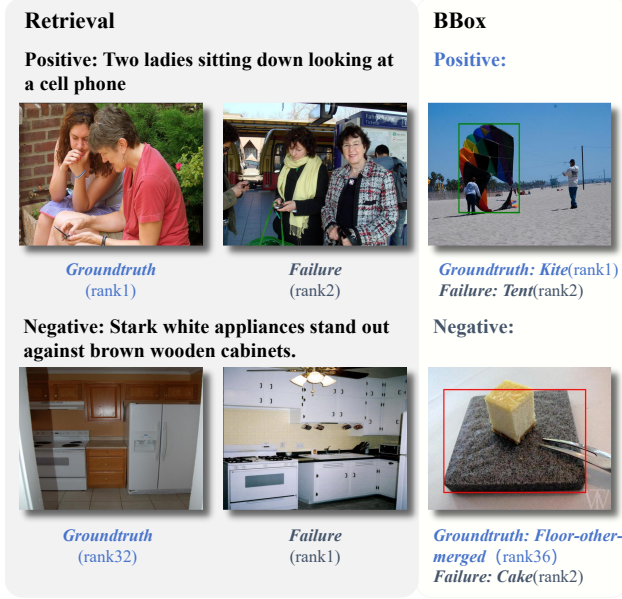 Retrieval
Positive: Two ladies sitting down looking at
a cell phone
Groundtruth
(rank1)
Failure
(rank2)
Negative: Stark white appliances stand out
against brown wooden cabinets.
Groundtruth
(rank32)
Failure
(rank1)
BBox
Positive:
Groundtruth: Kite(rank1)
Failure: Tent(rank2)
Negative:
Groundtruth: Floor-other-
merged（rank36）
Failure: Cake(rank2)